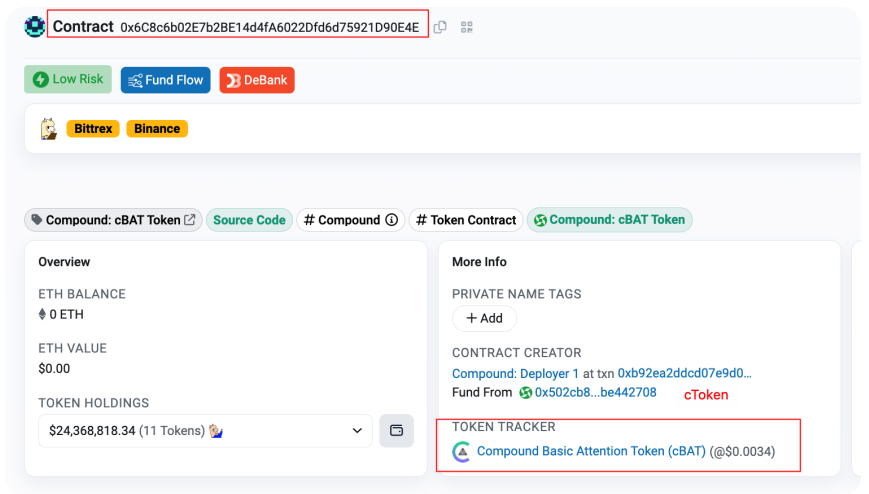 Contract 0x6C8c6b02E7b2BE14d4fA6022Dfd6d75921D90E4E
Low Risk Fund Flow DeBank
Bittrex Binance
Compound: cBAT Token Source Code # Compound # Token Contract Compound: cBAT Token
Overview
ETH BALANCE
0 ETH
ETH VALUE
$0.00
TOKEN HOLDINGS
$24,368,818.34 (11 Tokens)
More Info
PRIVATE NAME TAGS
+ Add
CONTRACT CREATOR
Compound: Deployer 1 at txn 0xb92ea2ddcd07e9d0...
Fund From 0x502cb8...be442708 cToken
TOKEN TRACKER
Compound Basic Attention Token (cBAT) (@$0.0034)